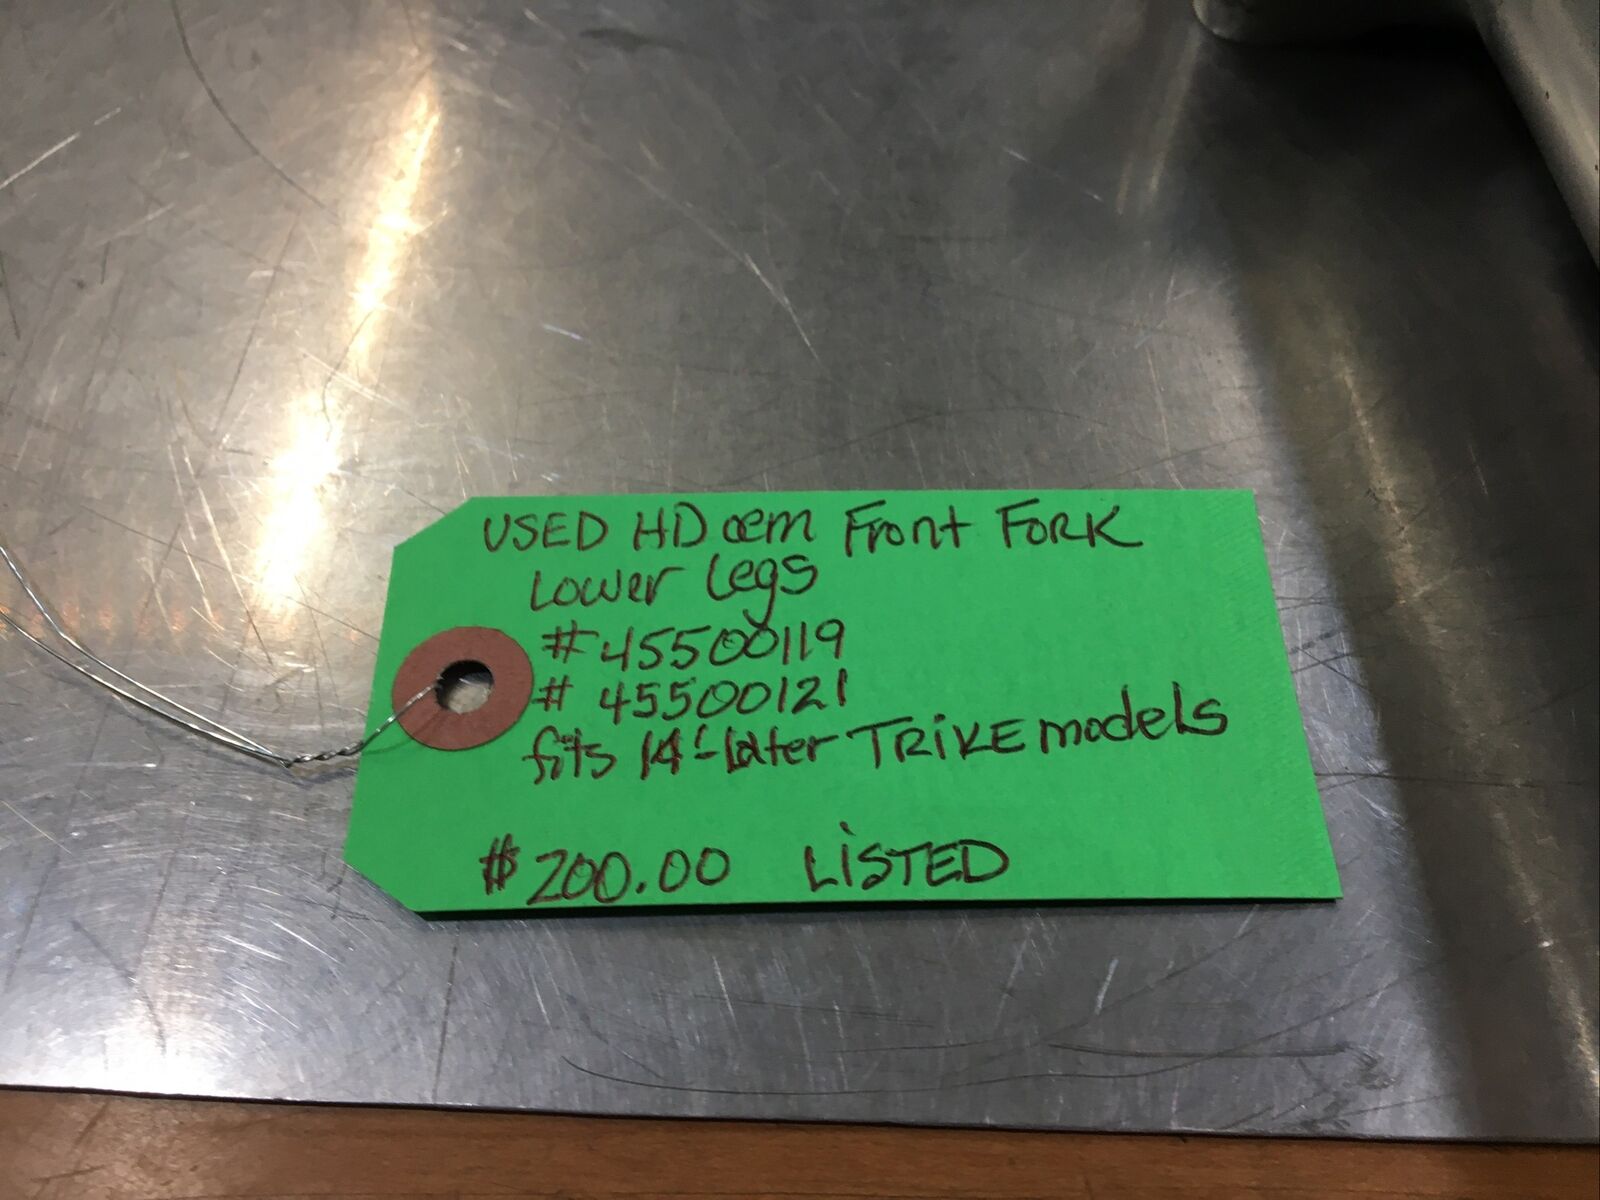 USED HD oem Front FORK
Lower Legs
#45500119
# 45500121
fits 14'-later TRiKE models
$200.00 LiSTED